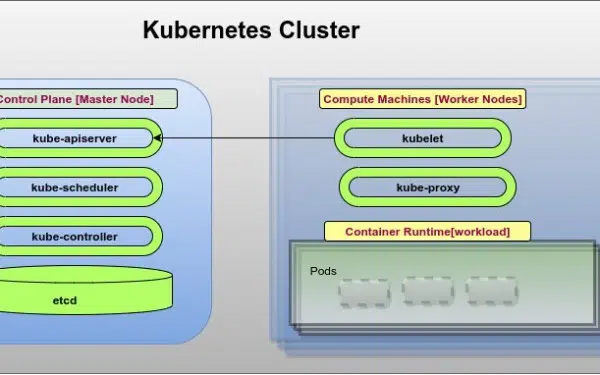 Kubernetes Cluster
Control Plane [Master Node]
kube-apiserver
kube-scheduler
kube-controller
etcd
Compute Machines [Worker Nodes]
kubelet
kube-proxy
Container Runtime[workload]
Pods